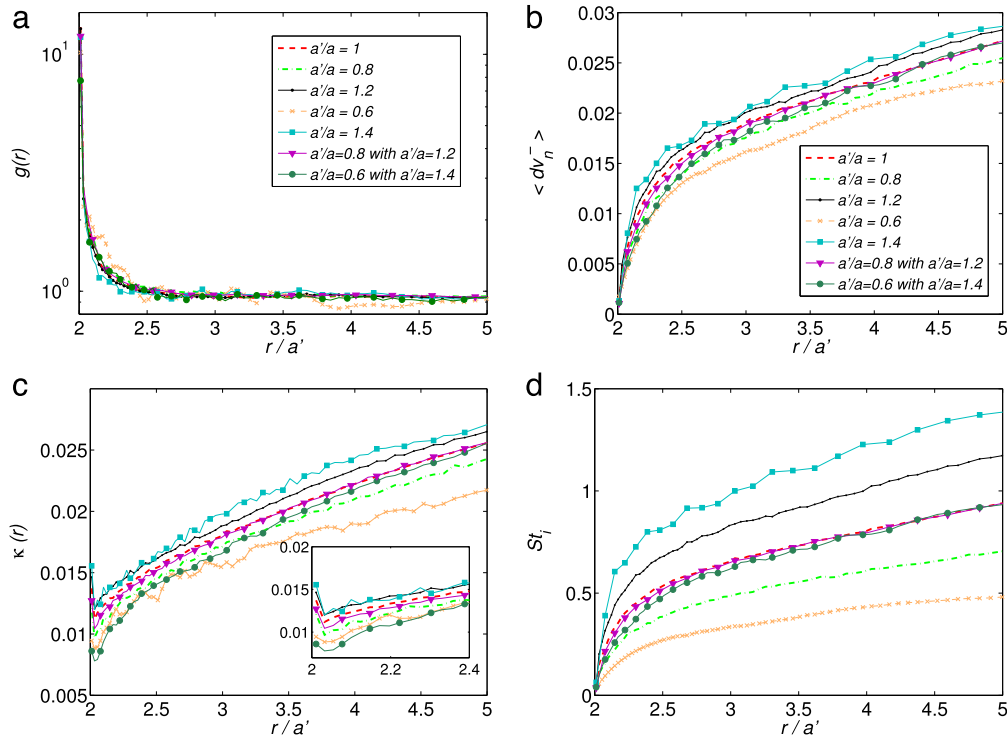 a
g(r)
10¹
10⁰
2 2.5 3 3.5 4 4.5 5
r / a'
a'/a = 1
a'/a = 0.8
a'/a = 1.2
a'/a = 0.6
a'/a = 1.4
a'/a=0.8 with a'/a=1.2
a'/a=0.6 with a'/a=1.4
b
< dvₙ⁻ >
0.03
0.025
0.02
0.015
0.01
0.005
0
2 2.5 3 3.5 4 4.5 5
r / a'
a'/a = 1
a'/a = 0.8
a'/a = 1.2
a'/a = 0.6
a'/a = 1.4
a'/a=0.8 with a'/a=1.2
a'/a=0.6 with a'/a=1.4
c
κ (r)
0.025
0.02
0.015
0.01
0.005
2 2.5 3 3.5 4 4.5 5
r / a'
0.02
0.015
0.01
2 2.2 2.4
d
Stᵢ
1.5
1
0.5
0
2 2.5 3 3.5 4 4.5 5
r / a'